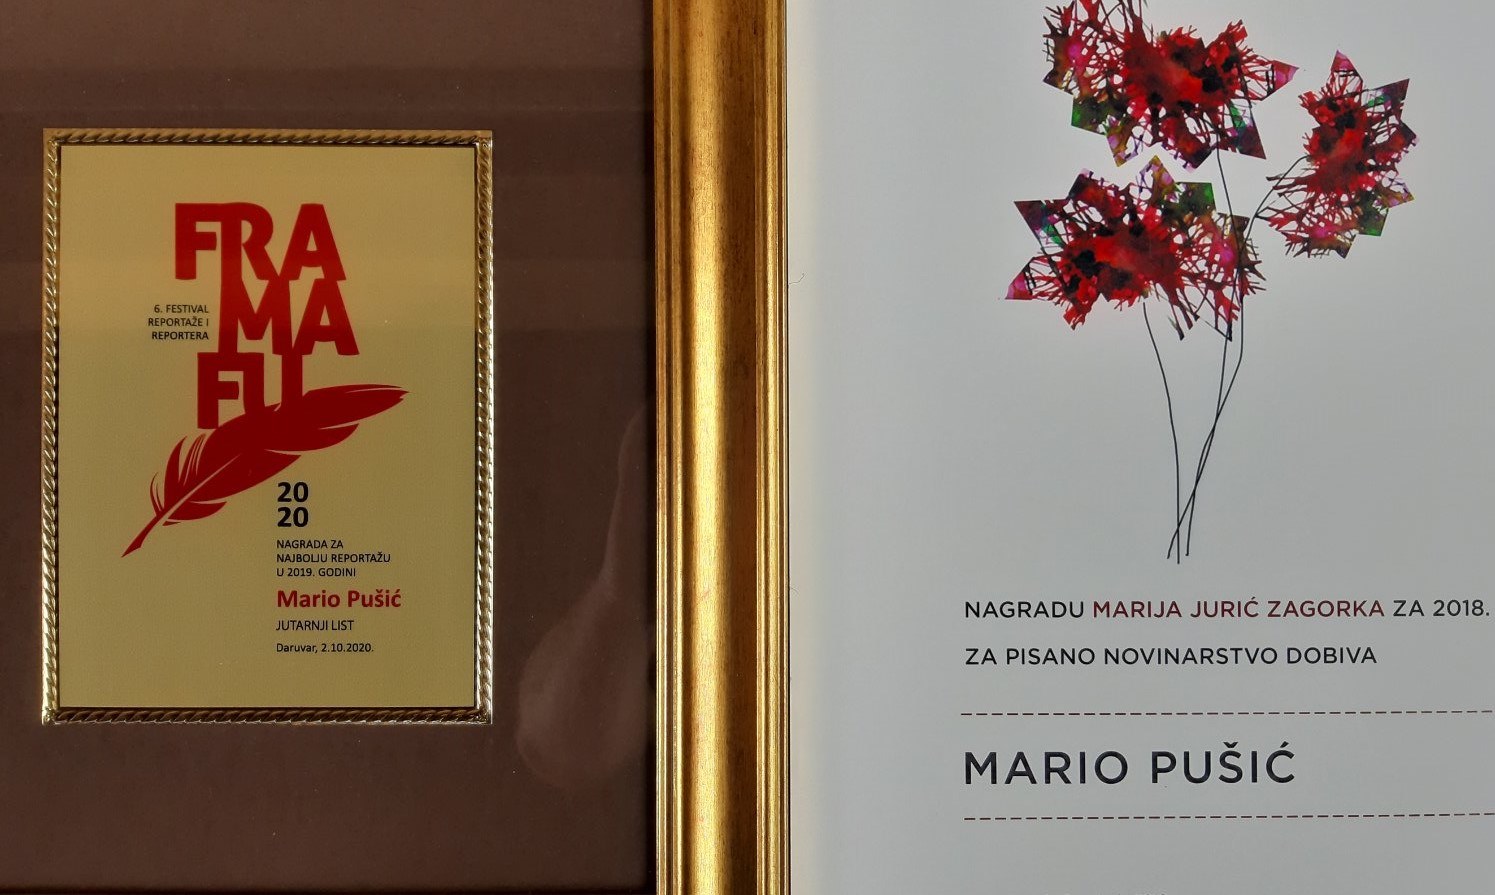 FRA
MA
FU
6. FESTIVAL
REPORTAŽE I
REPORTERA
20
20
NAGRADA ZA
NAJBOLJU REPORTAŽU
U 2019. GODINI
Mario Pušić
JUTARNJI LIST
Daruvar, 2.10.2020.
NAGRADU MARIJA JURIĆ ZAGORKA ZA 2018.
ZA PISANO NOVINARSTVO DOBIVA
MARIO PUŠIĆ